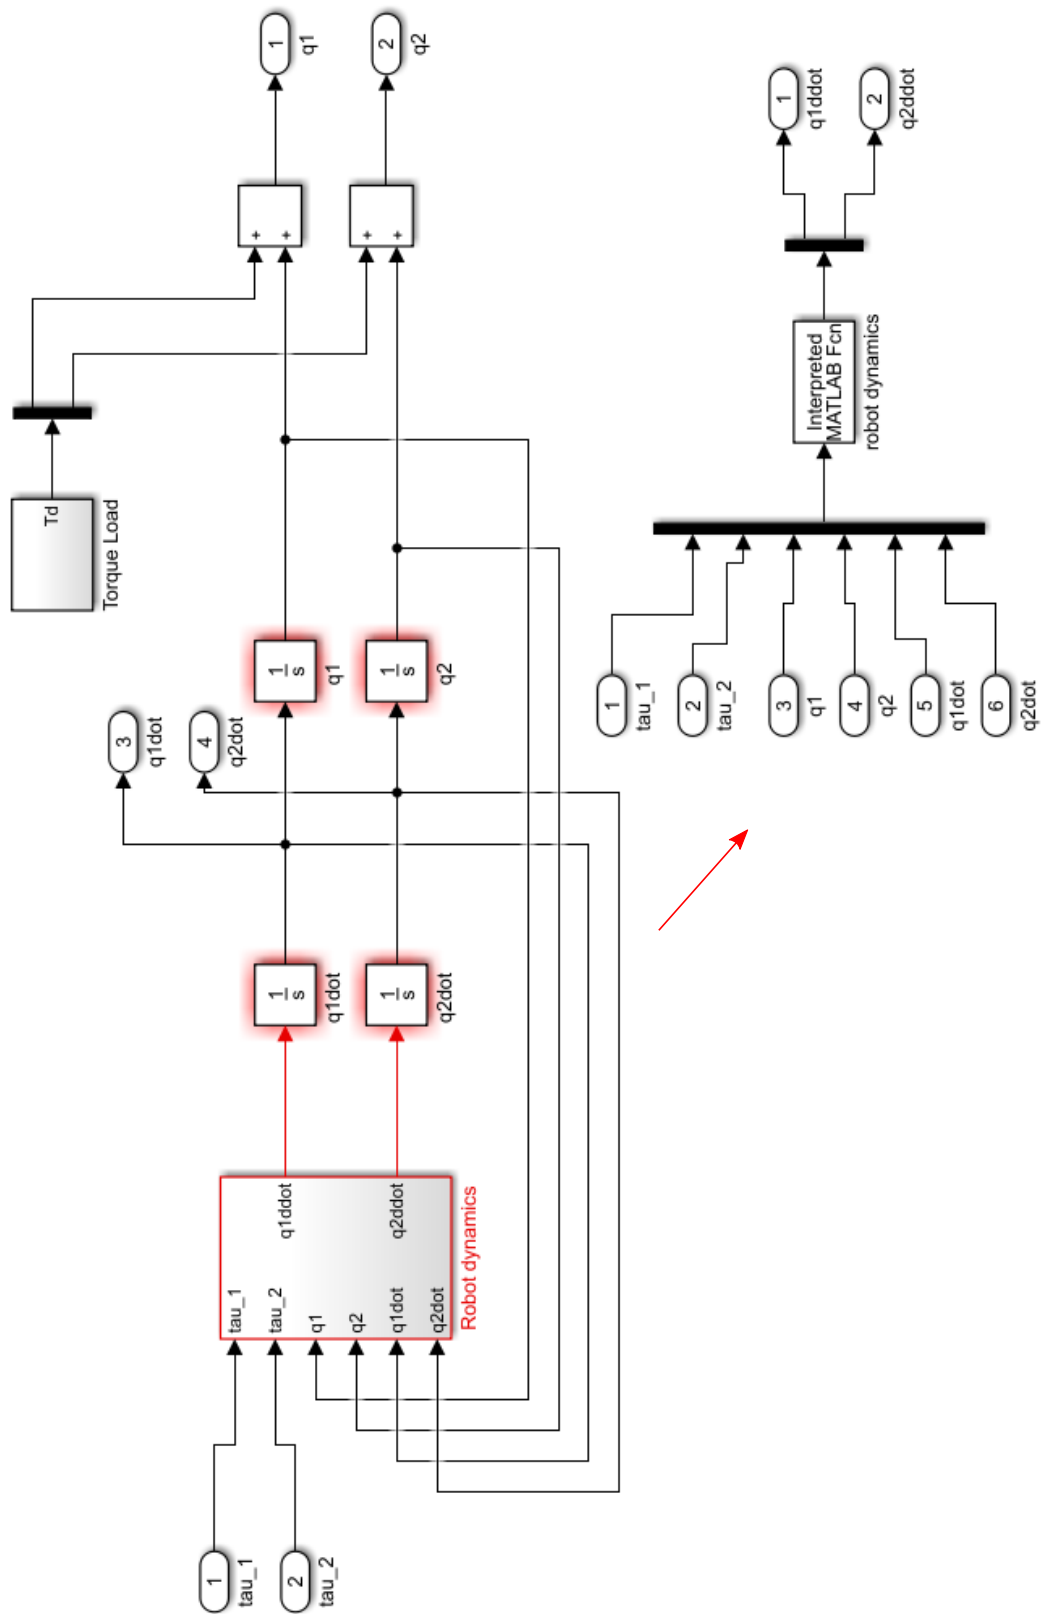 1
tau_1
2
tau_2
tau_1
tau_2
q1
q2
q1dot
q2dot
q1ddot
q2ddot
Robot dynamics
1
s
q1dot
1
s
q2dot
3
q1dot
4
q2dot
1
s
q1
1
s
q2
Td
Torque Load
+
+
+
+
1
q1
2
q2
1
tau_1
2
tau_2
3
q1
4
q2
5
q1dot
6
q2dot
Interpreted
MATLAB Fcn
robot dynamics
1
q1ddot
2
q2ddot